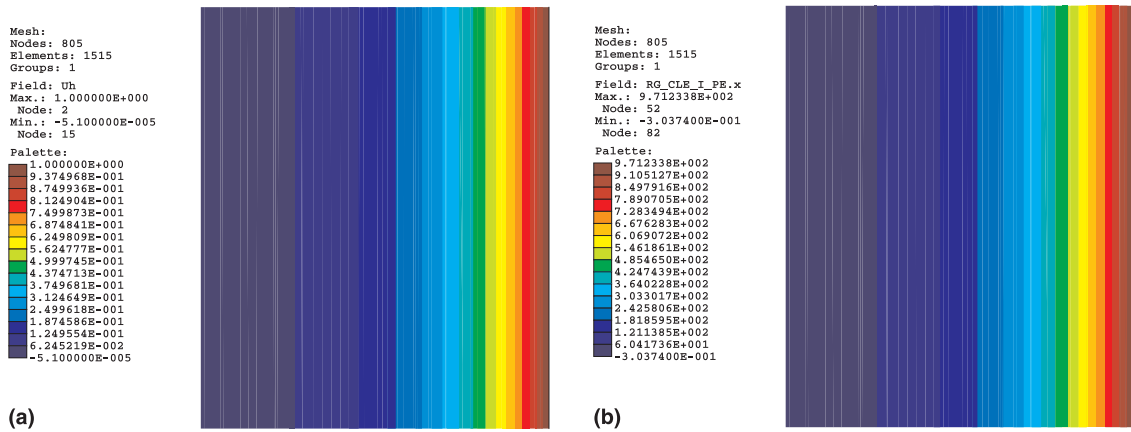 Mesh:
Nodes: 805
Elements: 1515
Groups: 1
Field: Uh
Max.: 1.000000E+000
Node: 2
Min.: -5.100000E-005
Node: 15
Palette:
1.000000E+000
9.374968E-001
8.749936E-001
8.124904E-001
7.499873E-001
6.874841E-001
6.249809E-001
5.624777E-001
4.999745E-001
4.374713E-001
3.749681E-001
3.124649E-001
2.499618E-001
1.874586E-001
1.249554E-001
6.245219E-002
-5.100000E-005
(a)
Mesh:
Nodes: 805
Elements: 1515
Groups: 1
Field: RG_CLE_I_PE.x
Max.: 9.712338E+002
Node: 52
Min.: -3.037400E-001
Node: 82
Palette:
9.712338E+002
9.105127E+002
8.497916E+002
7.890705E+002
7.283494E+002
6.676283E+002
6.069072E+002
5.461861E+002
4.854650E+002
4.247439E+002
3.640228E+002
3.033017E+002
2.425806E+002
1.818595E+002
1.211385E+002
6.041736E+001
-3.037400E-001
(b)